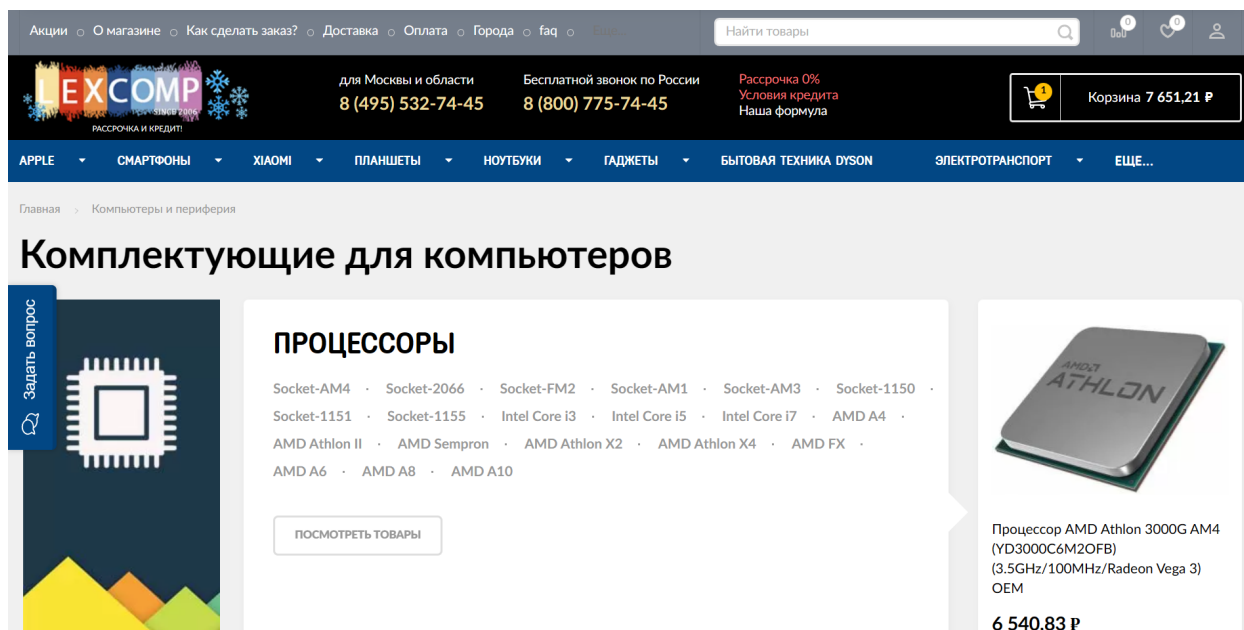 Акции О магазине Как сделать заказ? Доставка Оплата Города faq Еще...
Найти товары
0
0
LEXCOMP
SINCE 2006
РАССРОЧКА И КРЕДИТ!
для Москвы и области
8 (495) 532-74-45
Бесплатной звонок по России
8 (800) 775-74-45
Рассрочка 0%
Условия кредита
Наша формула
1
Корзина 7 651,21 ₽
APPLE СМАРТФОНЫ XIAOMI ПЛАНШЕТЫ НОУТБУКИ ГАДЖЕТЫ БЫТОВАЯ ТЕХНИКА DYSON ЭЛЕКТРОТРАНСПОРТ ЕЩЕ...
Главная Компьютеры и периферия
Комплектующие для компьютеров
Задать вопрос
ПРОЦЕССОРЫ
Socket-AM4 · Socket-2066 · Socket-FM2 · Socket-AM1 · Socket-AM3 · Socket-1150 ·
Socket-1151 · Socket-1155 · Intel Core i3 · Intel Core i5 · Intel Core i7 · AMD A4 ·
AMD Athlon II · AMD Sempron · AMD Athlon X2 · AMD Athlon X4 · AMD FX ·
AMD A6 · AMD A8 · AMD A10
ПОСМОТРЕТЬ ТОВАРЫ
AMD
ATHLON
Процессор AMD Athlon 3000G AM4
(YD3000C6M2OFB)
(3.5GHz/100MHz/Radeon Vega 3)
OEM
6 540,83 ₽